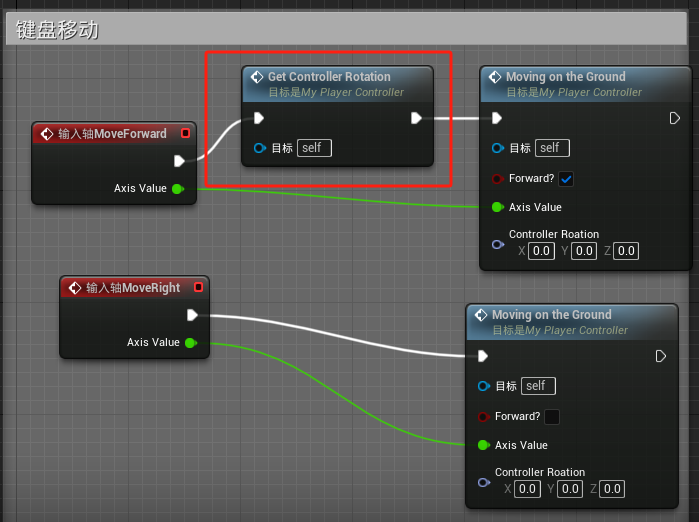 键盘移动
Get Controller Rotation
目标是My Player Controller
目标 self
Moving on the Ground
目标是My Player Controller
目标 self
Forward?
Axis Value
Controller Roation
X 0.0 Y 0.0 Z 0.0
输入轴MoveForward
Axis Value
输入轴MoveRight
Axis Value
Moving on the Ground
目标是My Player Controller
目标 self
Forward?
Axis Value
Controller Roation
X 0.0 Y 0.0 Z 0.0